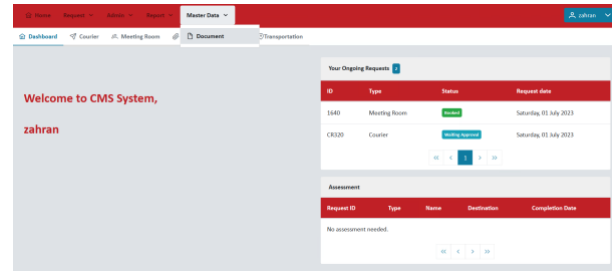 Home Request Admin Report Master Data zahran
Dashboard Courier Meeting Room Document Transportation
Your Ongoing Requests 2
Welcome to CMS System,
zahran
ID Type Status Request date
1640 Meeting Room Booked Saturday, 01 July 2023
CR320 Courier Waiting Approval Saturday, 01 July 2023
« < 1 > »
Assessment
Request ID Type Name Destination Completion Date
No assessment needed.
« < > »